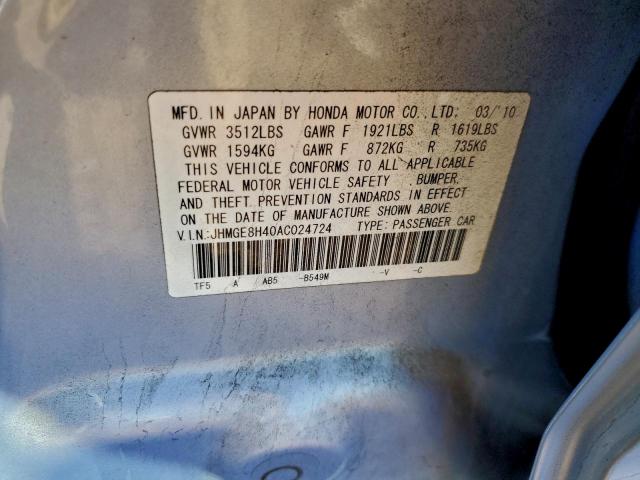 MFD. IN JAPAN BY HONDA MOTOR CO.,LTD. 03/'10
GVWR 3512LBS GAWR F 1921LBS R 1619LBS
GVWR 1594KG GAWR F 872KG R 735KG
THIS VEHICLE CONFORMS TO ALL APPLICABLE
FEDERAL MOTOR VEHICLE SAFETY , BUMPER,
AND THEFT PREVENTION STANDARDS IN EFFECT
ON THE DATE OF MANUFACTURE SHOWN ABOVE.
V.I.N.:JHMGE8H40AC024724 TYPE: PASSENGER CAR
TF5 A AB5 -B549M -V -C